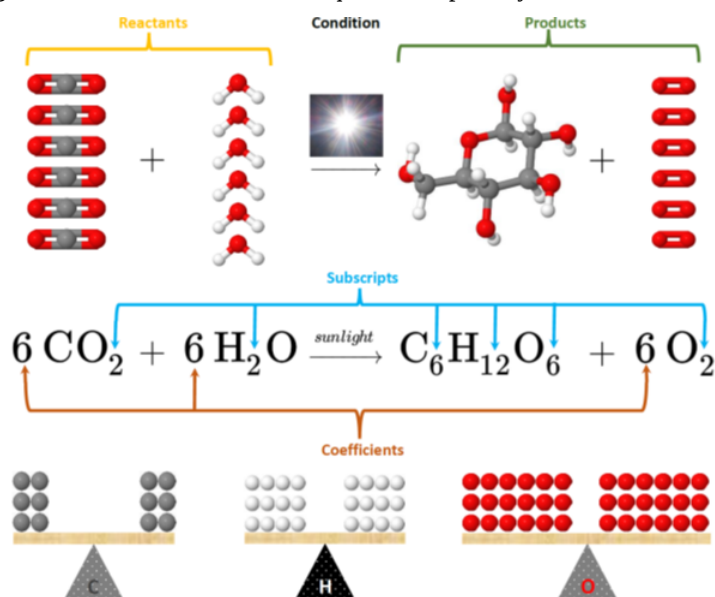 Reactants Condition Products
+ +
Subscripts
6 CO₂ + 6 H₂O sunlight → C₆H₁₂O₆ + 6 O₂
Coefficients
C H O